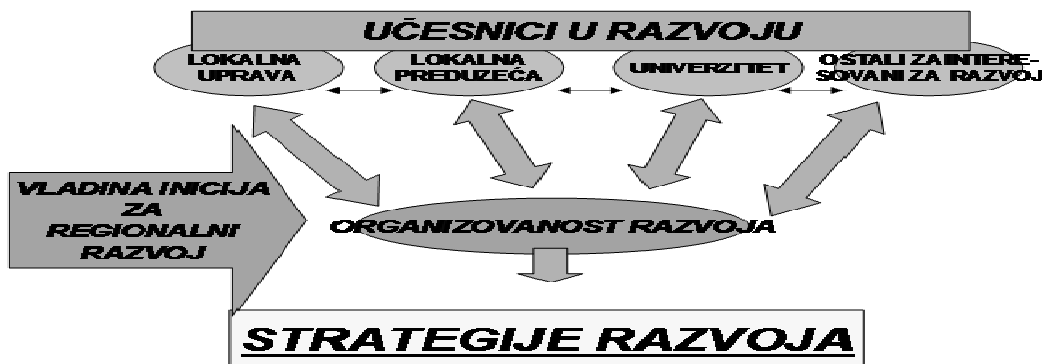 UČESNICI U RAZVOJU
LOKALNA
UPRAVA
LOKALNA
PREDUZEĆA
UNIVERZITET
OSTALI ZAINTERE-
SOVANI ZA RAZVOJ
VLADINA INICIJA
ZA
REGIONALNI
RAZVOJ
ORGANIZOVANOST RAZVOJA
STRATEGIJE RAZVOJA